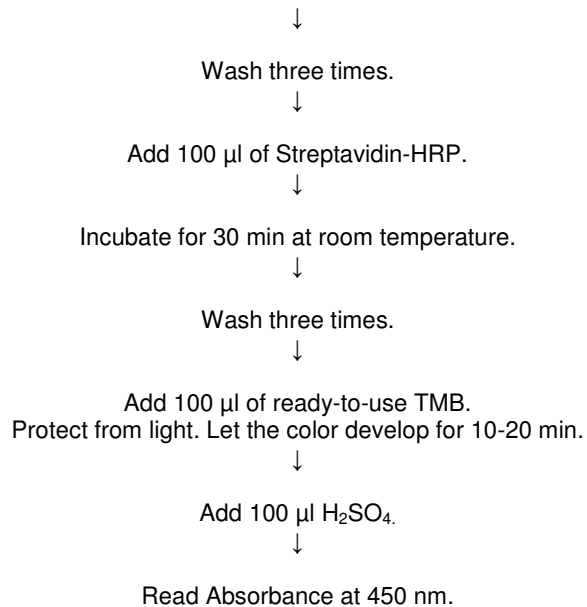 ↓
Wash three times.
↓
Add 100 µl of Streptavidin-HRP.
↓
Incubate for 30 min at room temperature.
↓
Wash three times.
↓
Add 100 µl of ready-to-use TMB.
Protect from light. Let the color develop for 10-20 min.
↓
Add 100 µl H₂SO₄.
↓
Read Absorbance at 450 nm.